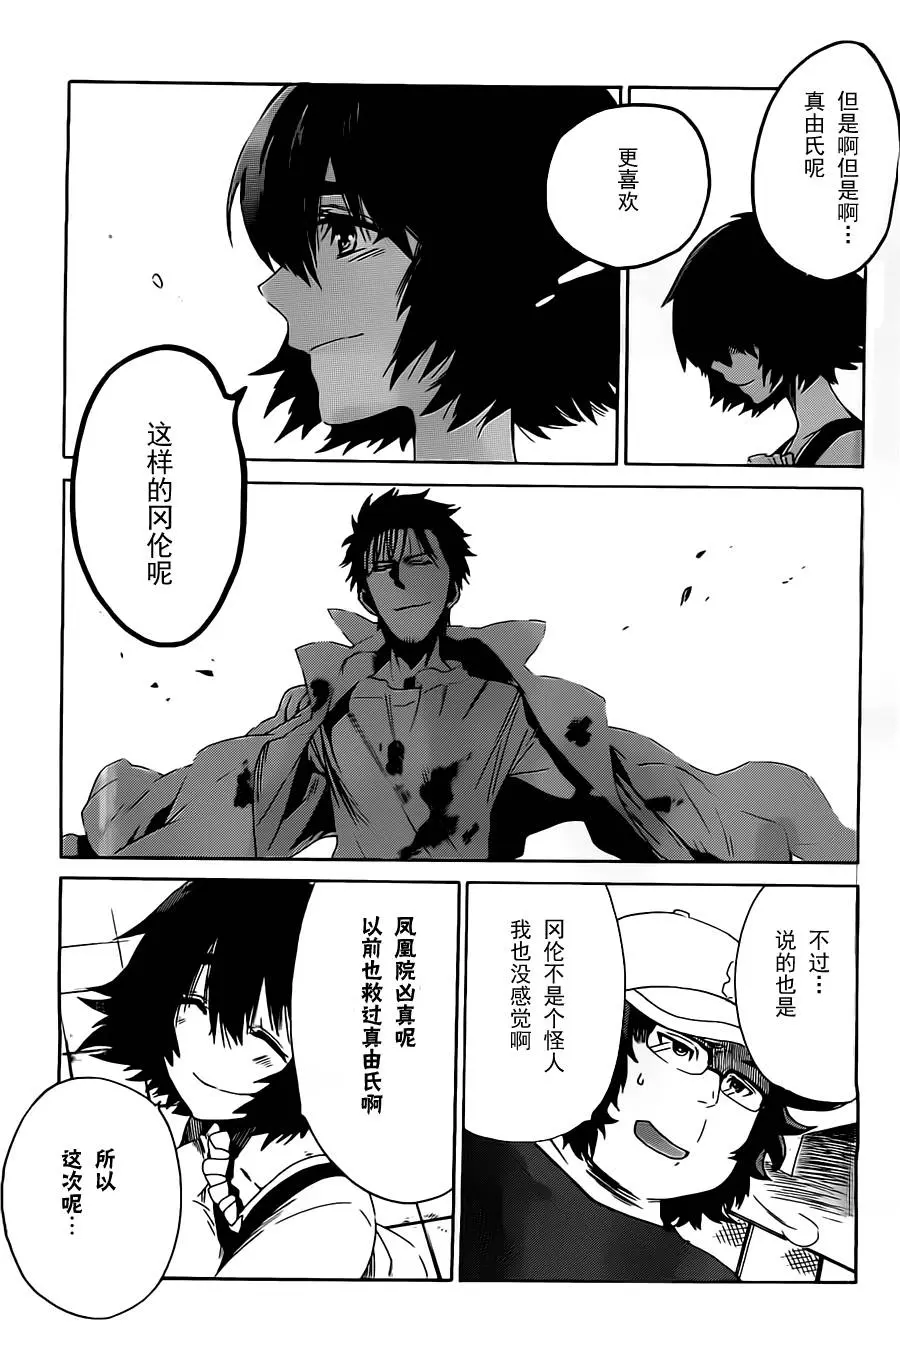 但是啊但是啊…
真由氏呢
更喜欢
这样的冈伦呢
不过…
说的也是
冈伦不是个怪人
我也没感觉啊
凤凰院凶真呢
以前也救过真由氏啊
所以
这次呢…